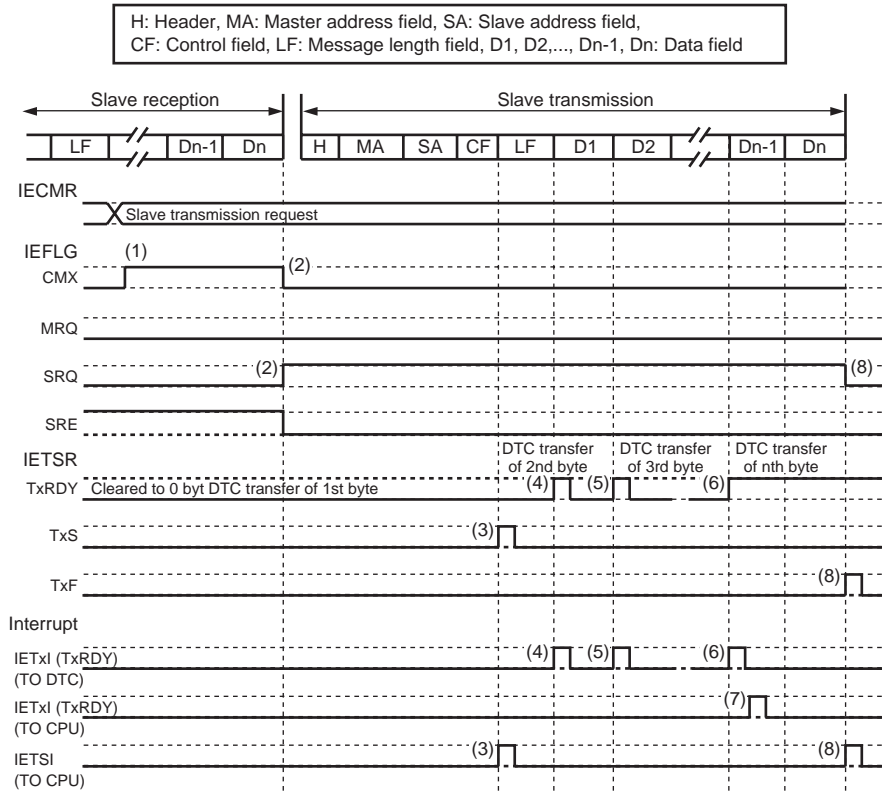 H: Header, MA: Master address field, SA: Slave address field,
CF: Control field, LF: Message length field, D1, D2,..., Dn-1, Dn: Data field
Slave reception Slave transmission
LF Dn-1 Dn H MA SA CF LF D1 D2 Dn-1 Dn
IECMR
Slave transmission request
IEFLG (1)
CMX (2)
MRQ
SRQ (2) (8)
SRE
IETSR
DTC transfer of 2nd byte
DTC transfer of 3rd byte
DTC transfer of nth byte
TxRDY Cleared to 0 byt DTC transfer of 1st byte (4) (5) (6)
TxS (3)
TxF (8)
Interrupt
IETxI (TxRDY) (4) (5) (6)
(TO DTC)
IETxI (TxRDY) (7)
(TO CPU)
IETSI (3) (8)
(TO CPU)